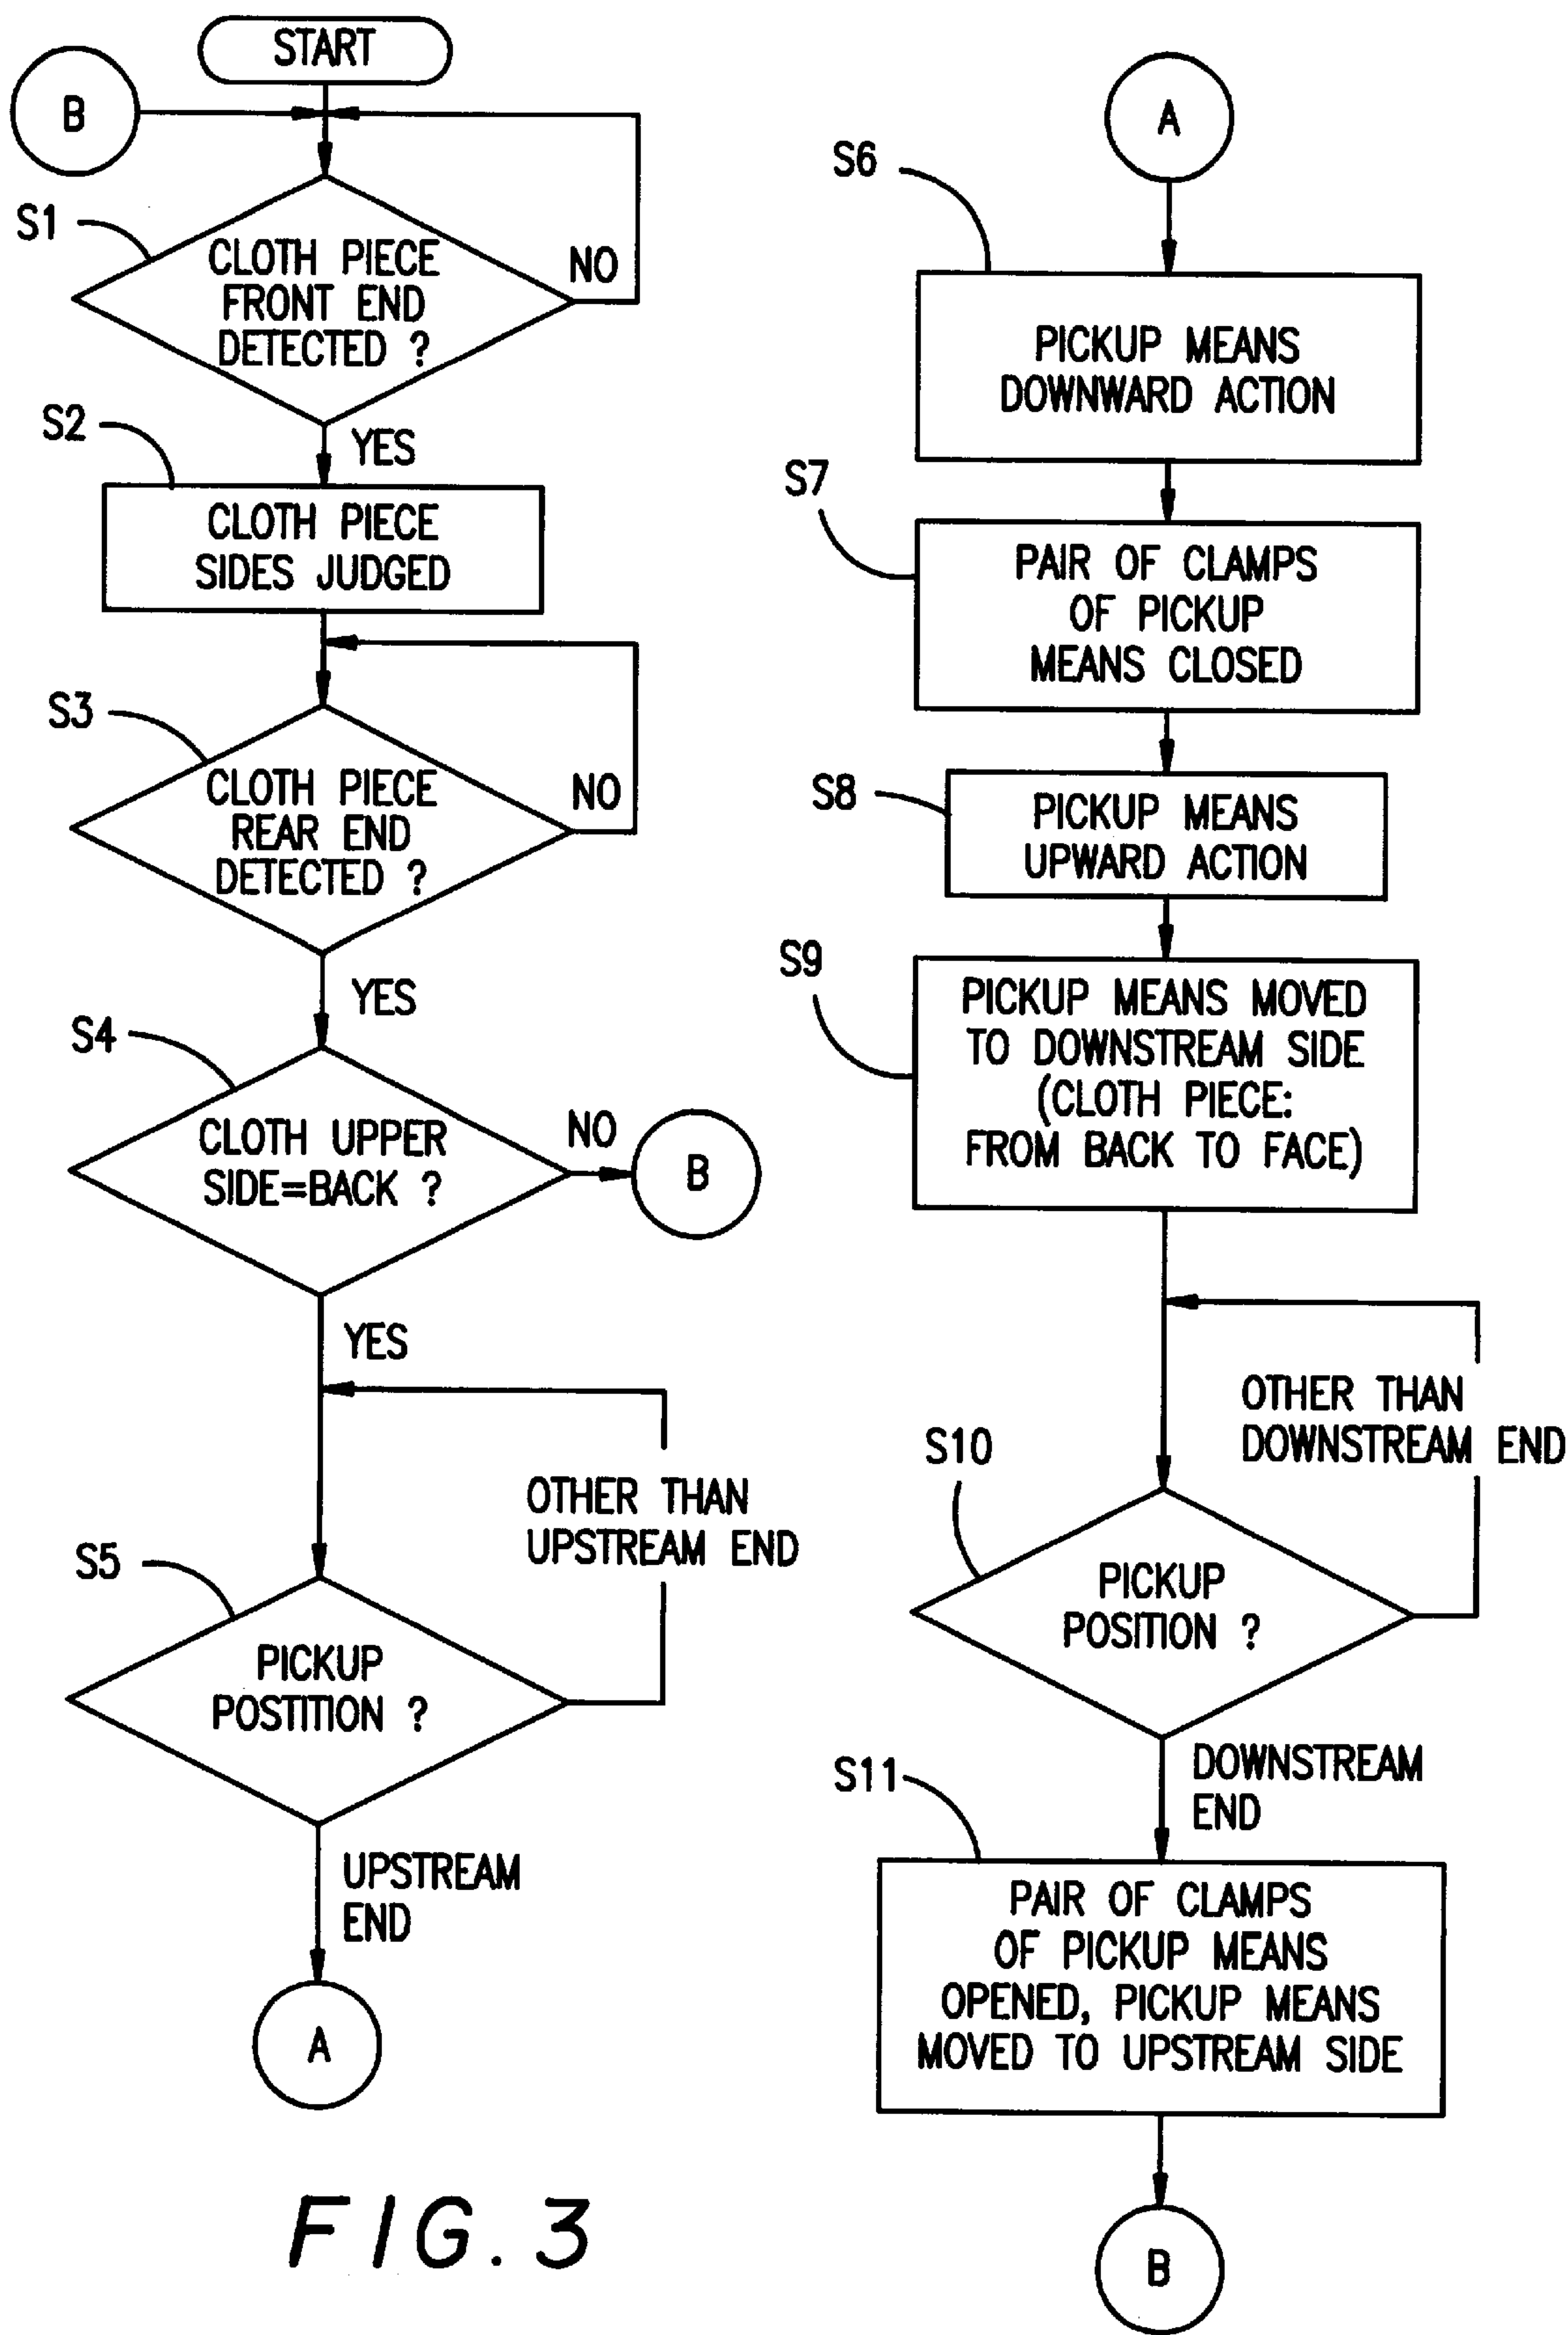 START
B
S1
CLOTH PIECE
FRONT END
DETECTED ?
NO
YES
S2
CLOTH PIECE
SIDES JUDGED
S3
CLOTH PIECE
REAR END
DETECTED ?
NO
YES
S4
CLOTH UPPER
SIDE=BACK ?
NO
B
YES
OTHER THAN
UPSTREAM END
S5
PICKUP
POSTITION ?
UPSTREAM
END
A
A
S6
PICKUP MEANS
DOWNWARD ACTION
S7
PAIR OF CLAMPS
OF PICKUP
MEANS CLOSED
S8
PICKUP MEANS
UPWARD ACTION
S9
PICKUP MEANS MOVED
TO DOWNSTREAM SIDE
(CLOTH PIECE:
FROM BACK TO FACE)
OTHER THAN
DOWNSTREAM END
S10
PICKUP
POSITION ?
DOWNSTREAM
END
S11
PAIR OF CLAMPS
OF PICKUP MEANS
OPENED, PICKUP MEANS
MOVED TO UPSTREAM SIDE
B
FIG.3